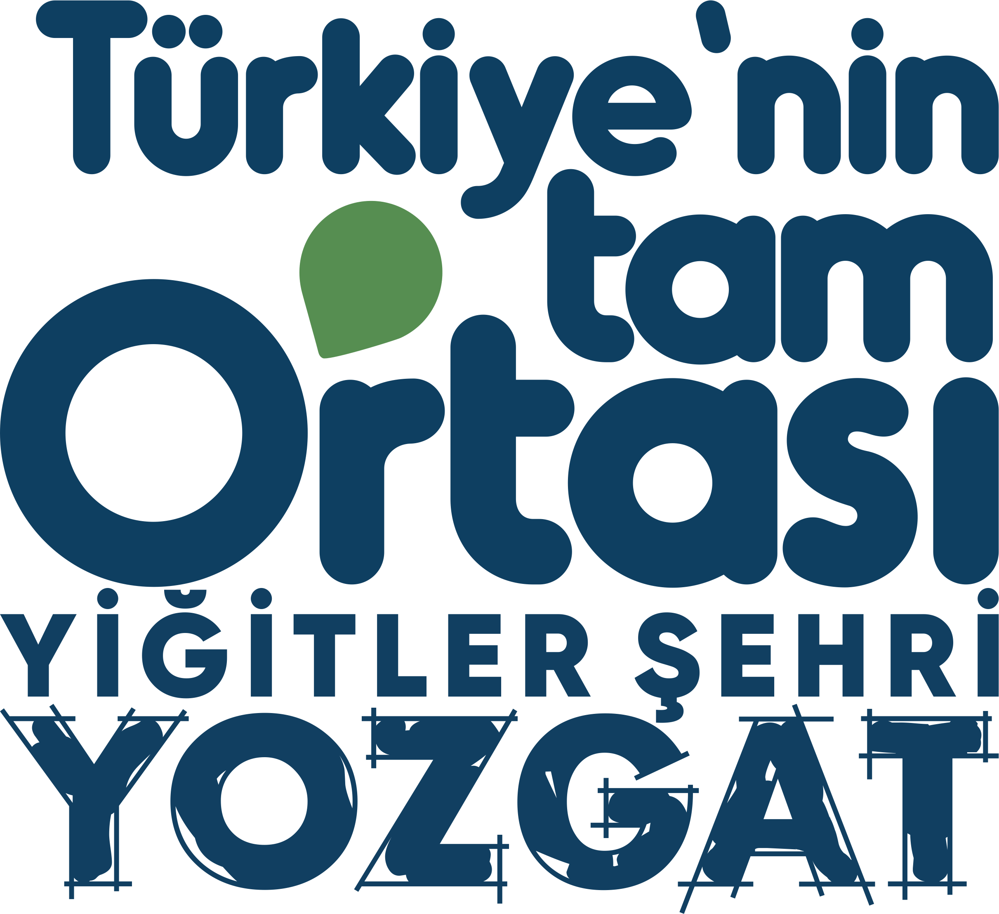 Türkiye'nin
tam
Ortası
YİĞİTLER ŞEHRİ
YOZGAT